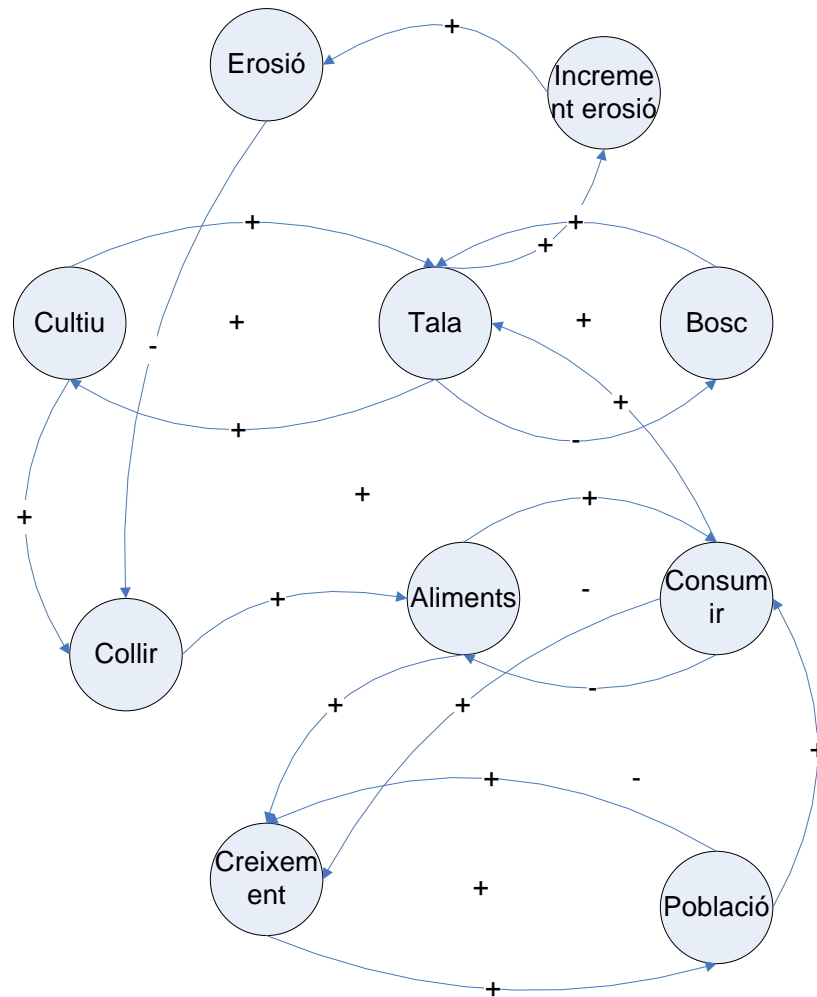 +
Erosió
Increme
nt erosió
+
+
+
Cultiu
+
Tala
+
Bosc
-
+
+
-
+
+
+
Aliments
-
Consum
ir
+
Collir
-
+
+
+
-
+
Creixem
ent
+
Població
+